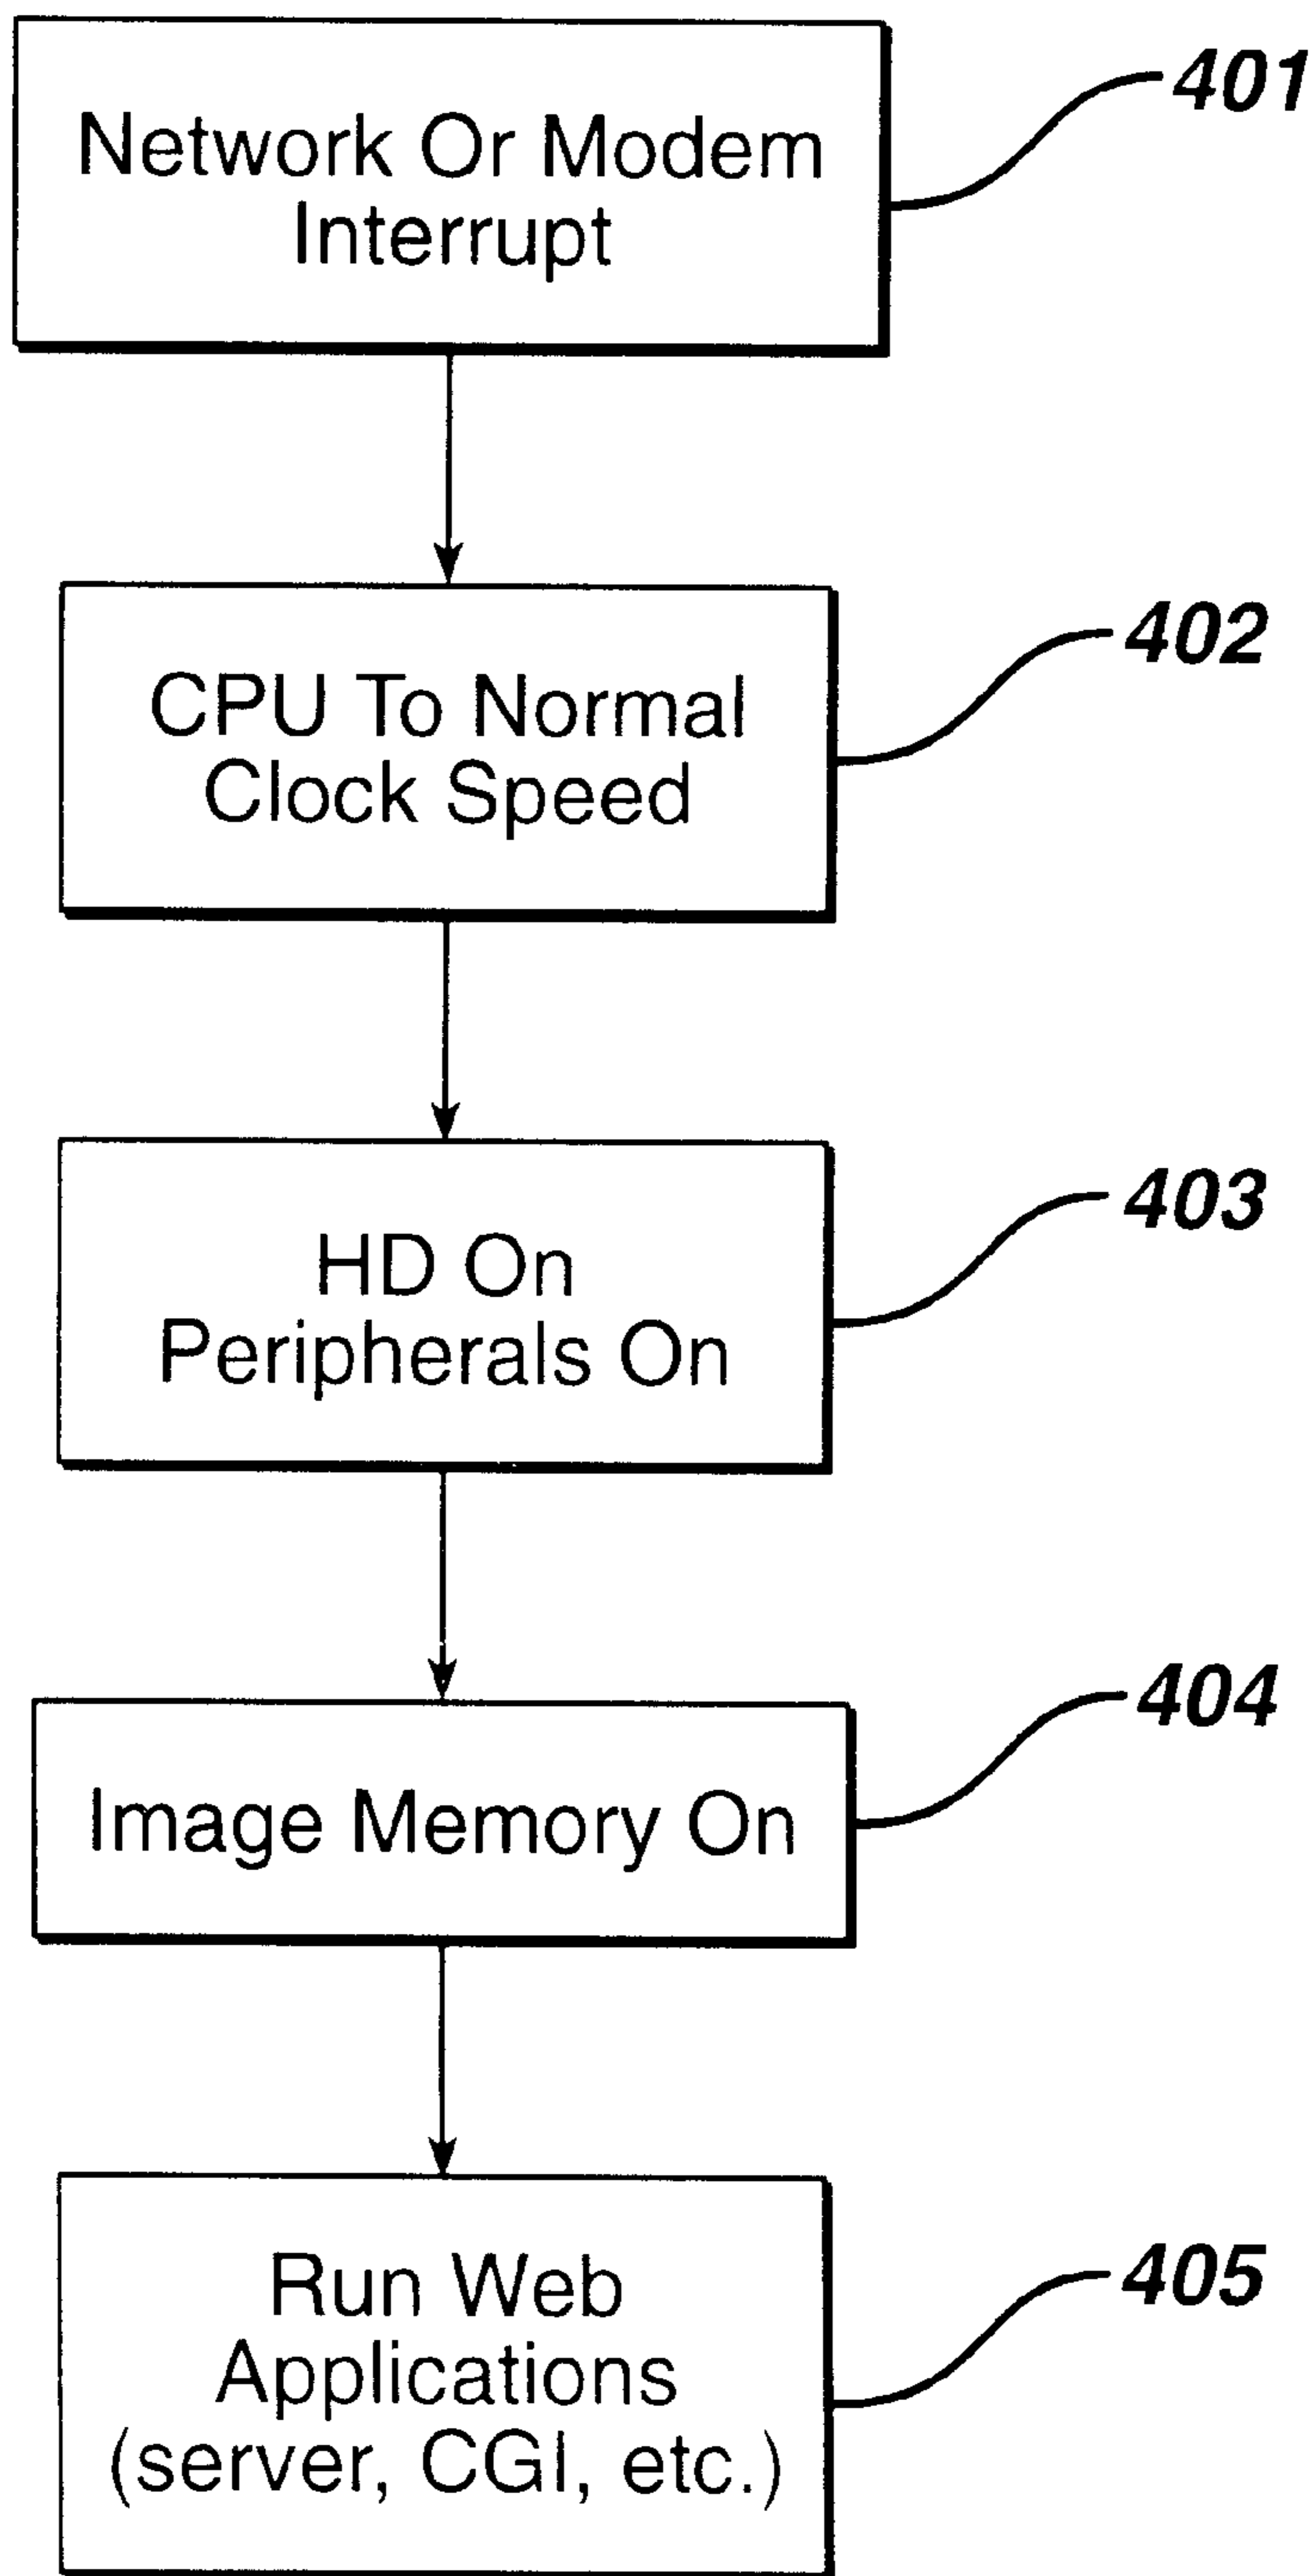 Network Or Modem
Interrupt
401
CPU To Normal
Clock Speed
402
HD On
Peripherals On
403
Image Memory On
404
Run Web
Applications
(server, CGI, etc.)
405